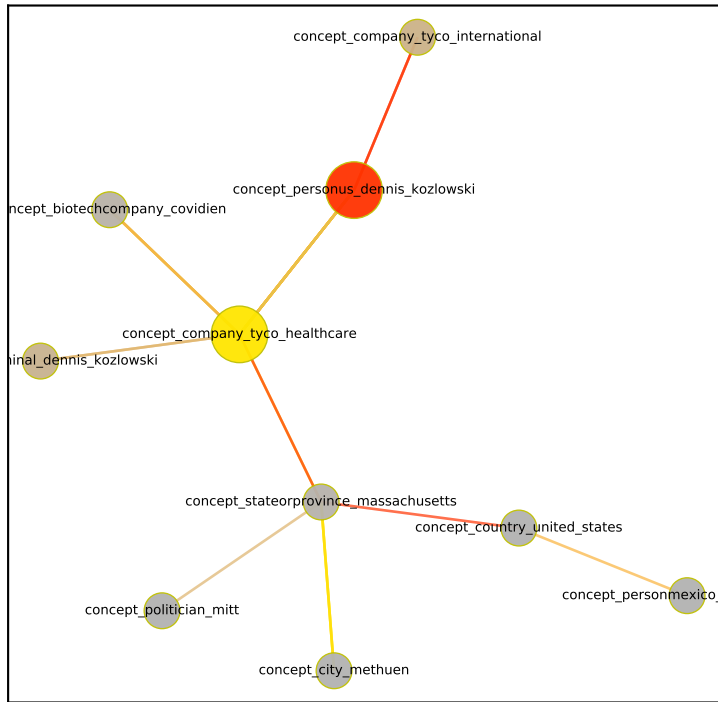 concept_company_tyco_international
concept_personus_dennis_kozlowski
ncept_biotechcompany_covidien
concept_company_tyco_healthcare
ninal_dennis_kozlowski
concept_stateorprovince_massachusetts
concept_country_united_states
concept_personmexico_
concept_politician_mitt
concept_city_methuen